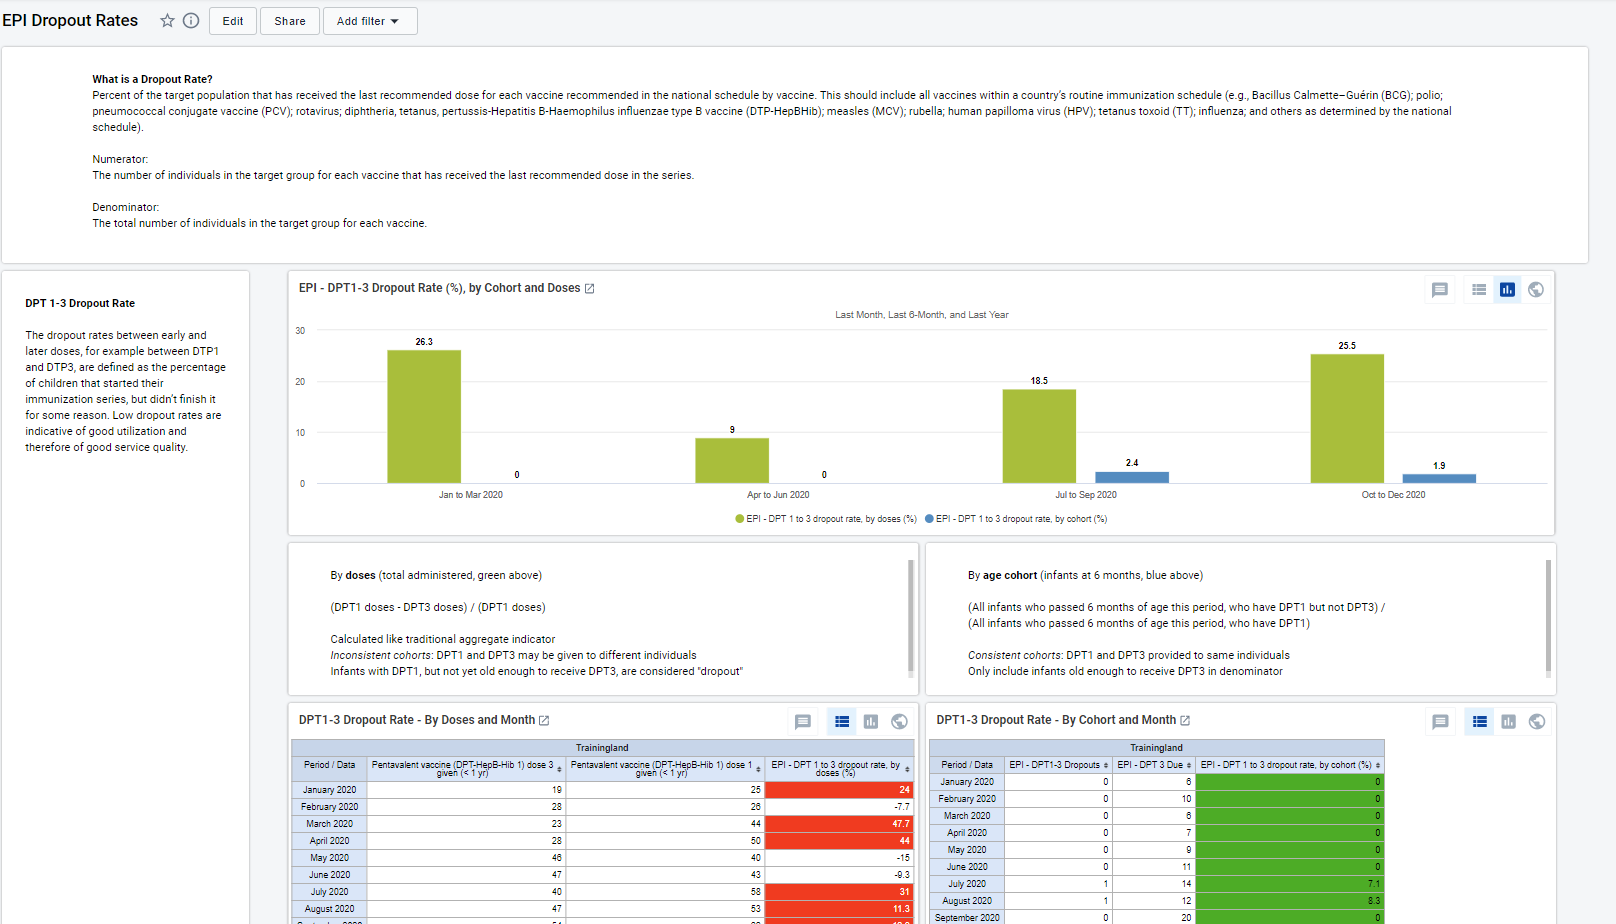 EPI Dropout Rates
Edit
Share
Add filter
What is a Dropout Rate?
Percent of the target population that has received the last recommended dose for each vaccine recommended in the national schedule by vaccine. This should include all vaccines within a country's routine immunization schedule (e.g., Bacillus Calmette–Guérin (BCG); polio;
pneumococcal conjugate vaccine (PCV); rotavirus; diphtheria, tetanus, pertussis-Hepatitis B-Haemophilus influenzae type B vaccine (DTP-HepBHib); measles (MCV); rubella; human papilloma virus (HPV); tetanus toxoid (TT); influenza; and others as determined by the national
schedule).
Numerator:
The number of individuals in the target group for each vaccine that has received the last recommended dose in the series.
Denominator:
The total number of individuals in the target group for each vaccine.
DPT 1-3 Dropout Rate
The dropout rates between early and
later doses, for example between DTP1
and DTP3, are defined as the percentage
of children that started their
immunization series, but didn't finish it
for some reason. Low dropout rates are
indicative of good utilization and
therefore of good service quality.
EPI - DPT1-3 Dropout Rate (%), by Cohort and Doses
Last Month, Last 6-Month, and Last Year
30
20
10
0
26.3
0
9
0
18.5
2.4
25.5
1.9
Jan to Mar 2020
Apr to Jun 2020
Jul to Sep 2020
Oct to Dec 2020
EPI - DPT 1 to 3 dropout rate, by doses (%)
EPI - DPT 1 to 3 dropout rate, by cohort (%)
By doses (total administered, green above)
(DPT1 doses - DPT3 doses) / (DPT1 doses)
Calculated like traditional aggregate indicator
Inconsistent cohorts: DPT1 and DPT3 may be given to different individuals
Infants with DPT1, but not yet old enough to receive DPT3, are considered "dropout"
By age cohort (infants at 6 months, blue above)
(All infants who passed 6 months of age this period, who have DPT1 but not DPT3) /
(All infants who passed 6 months of age this period, who have DPT1)
Consistent cohorts: DPT1 and DPT3 provided to same individuals
Only include infants old enough to receive DPT3 in denominator
DPT1-3 Dropout Rate - By Doses and Month
Trainingland
Period / Data
Pentavalent vaccine (DPT-HepB-Hib 1) dose 3
given (< 1 yr)
Pentavalent vaccine (DPT-HepB-Hib 1) dose 1
given (< 1 yr)
EPI - DPT 1 to 3 dropout rate, by
doses (%)
January 2020 19 25 24
February 2020 28 26 -7.7
March 2020 23 44 47.7
April 2020 28 50 44
May 2020 46 40 -15
June 2020 47 43 -9.3
July 2020 40 58 31
August 2020 47 53 11.3
DPT1-3 Dropout Rate - By Cohort and Month
Trainingland
Period / Data EPI - DPT1-3 Dropouts EPI - DPT 3 Due EPI - DPT 1 to 3 dropout rate, by cohort (%)
January 2020 0 6 0
February 2020 0 10 0
March 2020 0 6 0
April 2020 0 7 0
May 2020 0 9 0
June 2020 0 11 0
July 2020 1 14 7.1
August 2020 1 12 8.3
September 2020 0 20 0